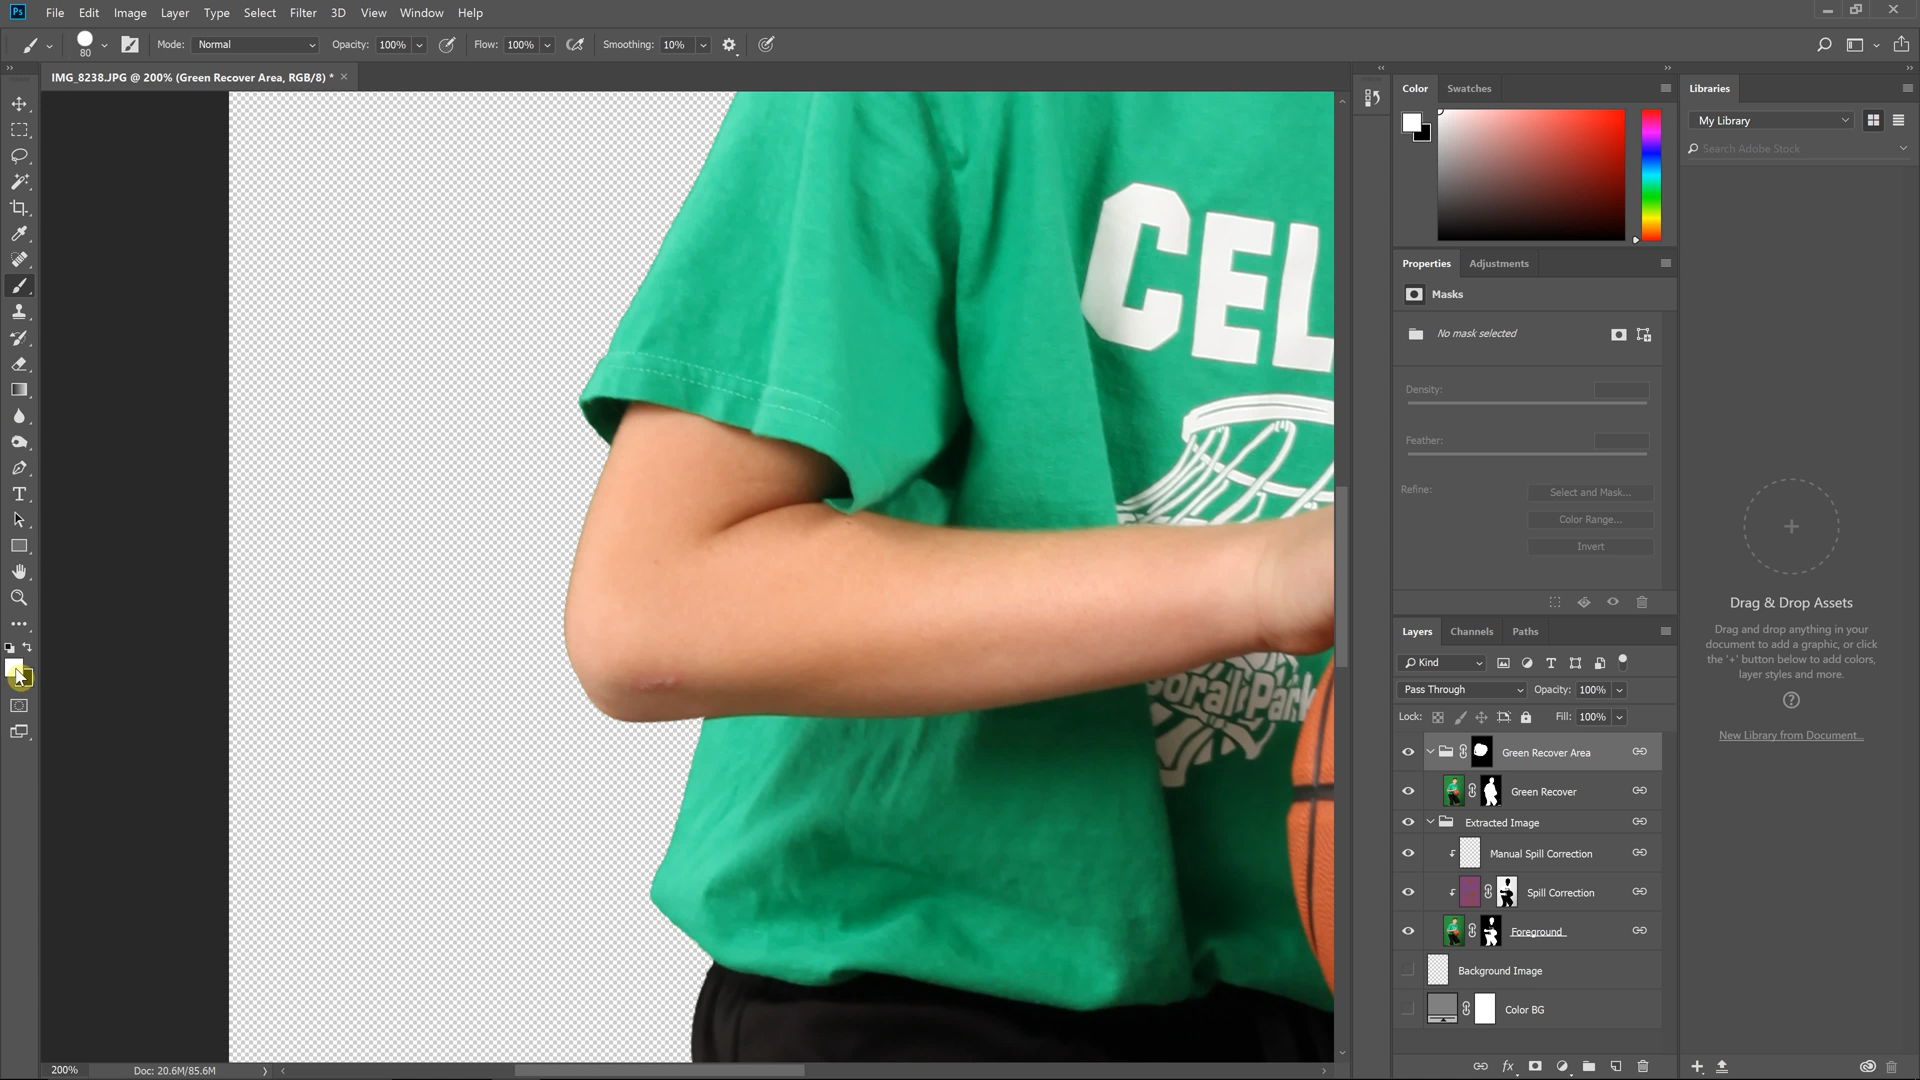 Ps File Edit Image Layer Type Select Filter 3D View Window Help
80 Mode: Normal Opacity: 100% Flow: 100% Smoothing: 10%
IMG_8238.JPG @ 200% (Green Recover Area, RGB/8) *
Color Swatches
Libraries
My Library
Search Adobe Stock
Properties Adjustments
Masks
No mask selected
Density:
Feather:
Refine:
Select and Mask...
Color Range...
Invert
Drag & Drop Assets
Drag and drop anything in your
document to add a graphic, or click
the '+' button below to add colors,
layer styles and more.
New Library from Document...
Layers Channels Paths
Kind
Pass Through Opacity: 100%
Lock: Fill: 100%
Green Recover Area
Green Recover
Extracted Image
Manual Spill Correction
Spill Correction
Foreground
Background Image
Color BG
fx
CEL
Park
200% Doc: 20.6M/85.6M